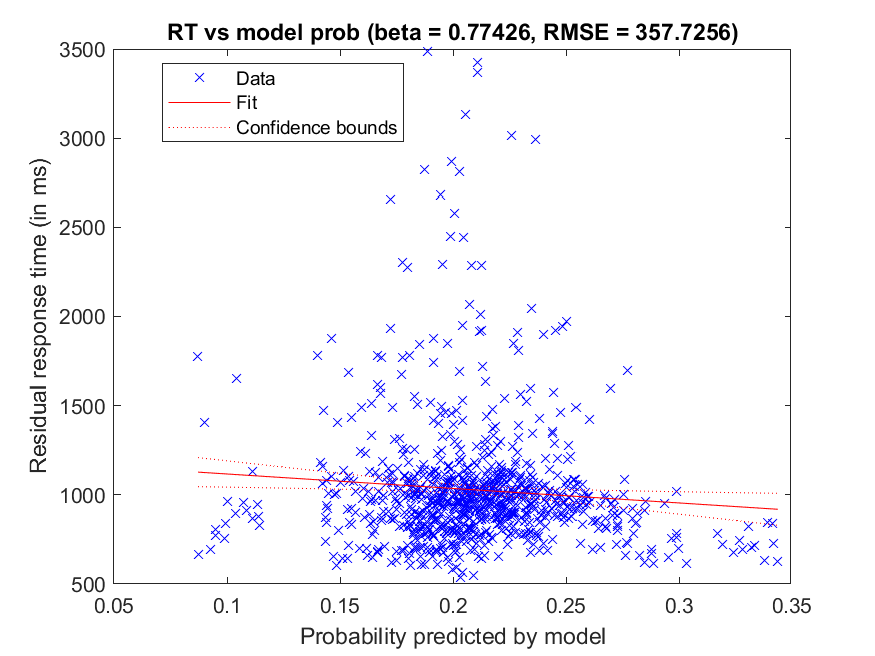 RT vs model prob (beta = 0.77426, RMSE = 357.7256)
3500
3000
2500
2000
1500
1000
500
Residual response time (in ms)
Data
Fit
Confidence bounds
0.05 0.1 0.15 0.2 0.25 0.3 0.35
Probability predicted by model